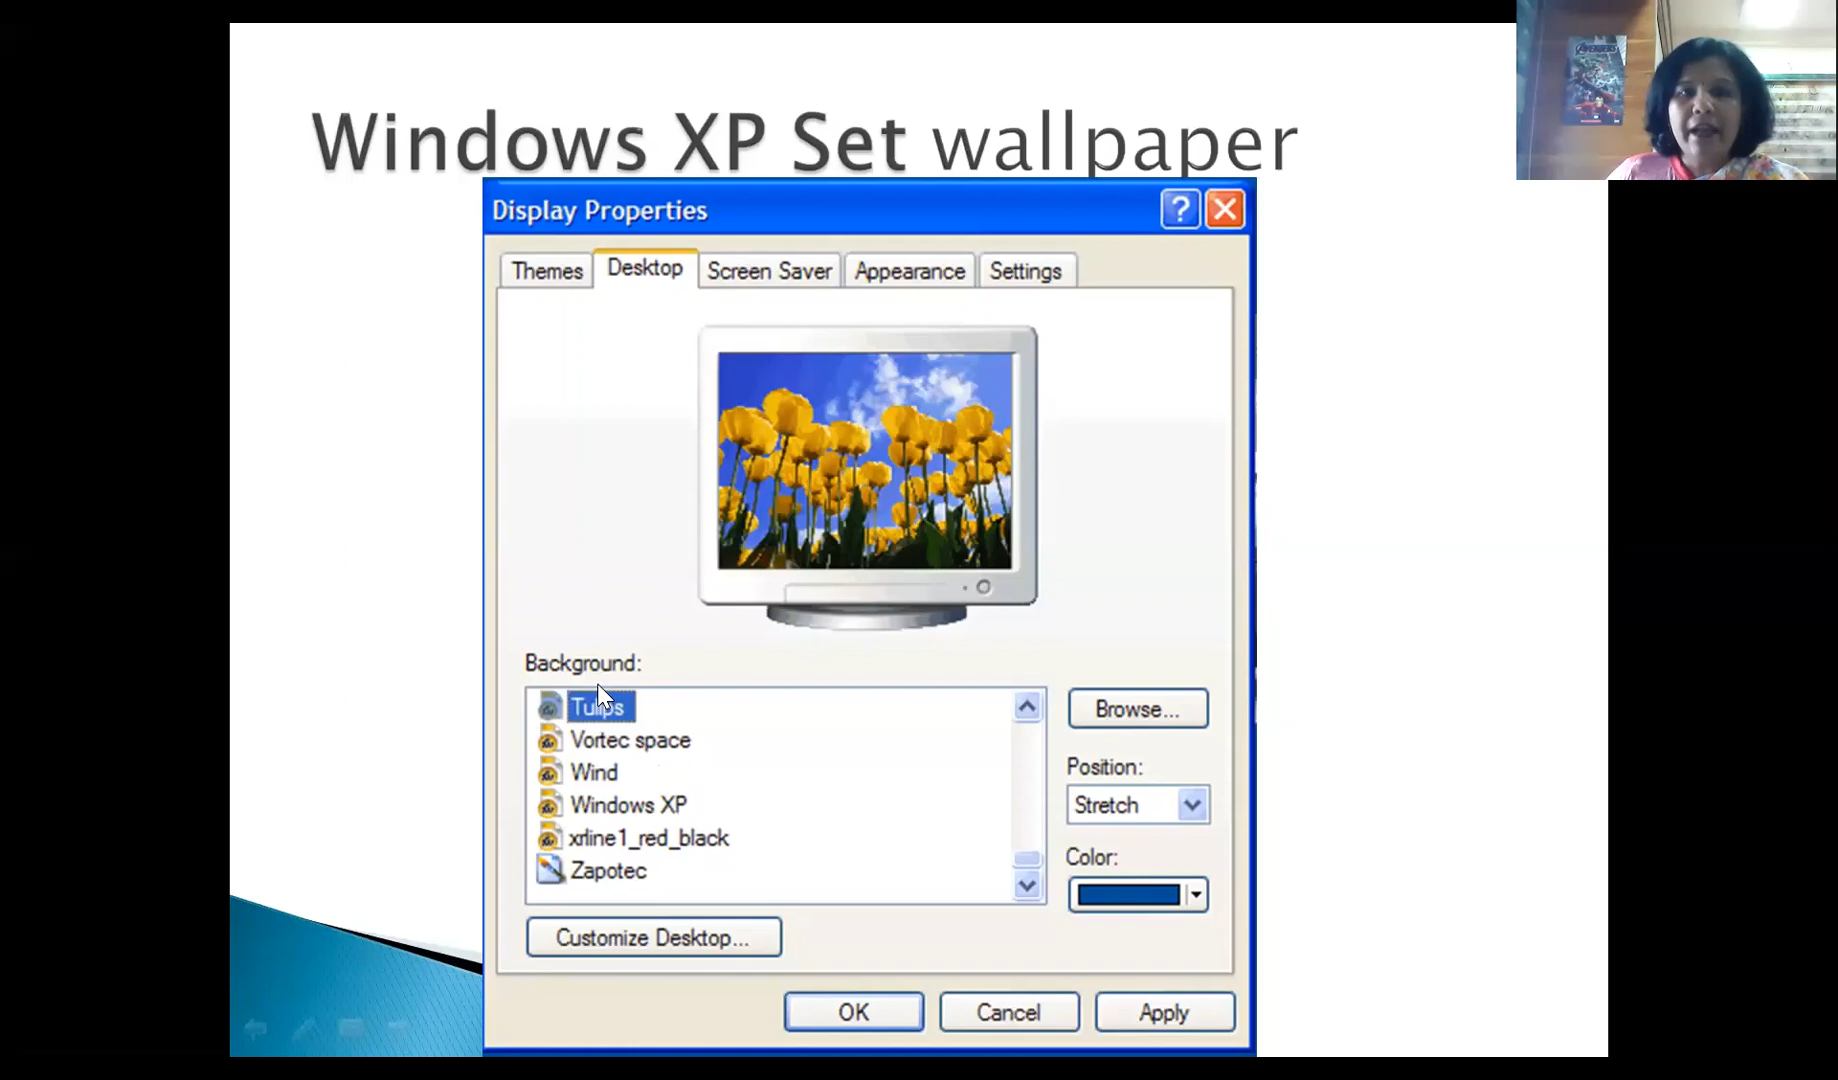 AVENGERS
Windows XP Set wallpaper
Display Properties
?
Themes Desktop Screen Saver Appearance Settings
Background:
Tulips
Vortec space
Wind
Windows XP
xrline1_red_black
Zapotec
Browse...
Position:
Stretch
Color:
Customize Desktop...
OK Cancel Apply